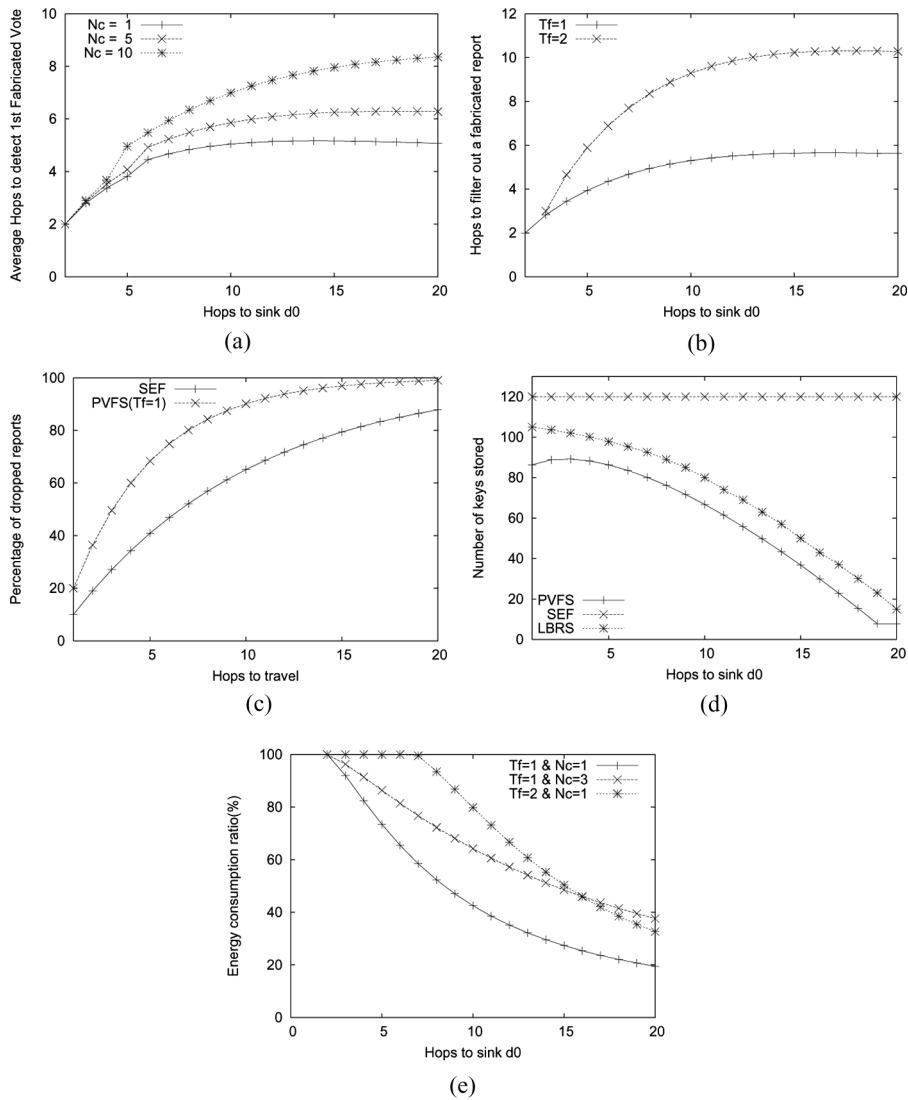 Average Hops to detect 1st Fabricated Vote
10
8
6
4
2
0
Nc = 1
Nc = 5
Nc = 10
5
10
15
20
Hops to sink d0
(a)
Hops to filter out a fabricated report
12
10
8
6
4
2
0
Tf=1
Tf=2
5
10
15
20
Hops to sink d0
(b)
Percentage of dropped reports
100
80
60
40
20
0
SEF
PVFS(Tf=1)
5
10
15
20
Hops to travel
(c)
Number of keys stored
120
100
80
60
40
20
0
PVFS
SEF
LBRS
5
10
15
20
Hops to sink d0
(d)
Energy consumption ratio(%)
100
80
60
40
20
0
Tf=1 & Nc=1
Tf=1 & Nc=3
Tf=2 & Nc=1
0
5
10
15
20
Hops to sink d0
(e)